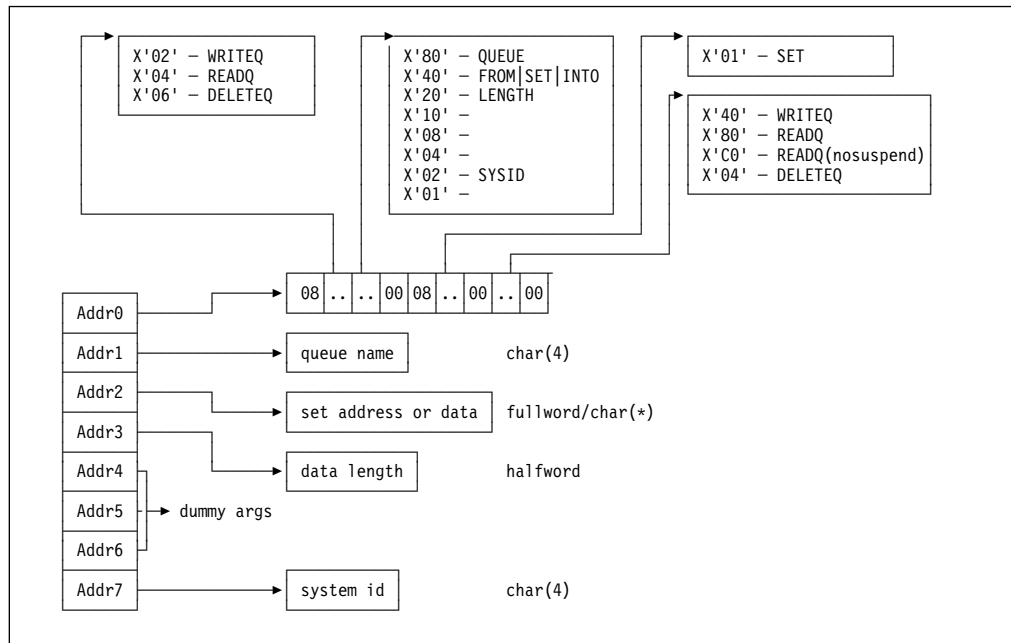 X'02' – WRITEQ
X'04' – READQ
X'06' – DELETEQ
X'80' – QUEUE
X'40' – FROM|SET|INTO
X'20' – LENGTH
X'10' –
X'08' –
X'04' –
X'02' – SYSID
X'01' –
X'01' – SET
X'40' – WRITEQ
X'80' – READQ
X'C0' – READQ(nosuspend)
X'04' – DELETEQ
08 .. .. 00 08 .. 00 .. 00
Addr0
Addr1 queue name char(4)
Addr2 set address or data fullword/char(*)
Addr3
Addr4 data length halfword
Addr5 dummy args
Addr6
Addr7 system id char(4)